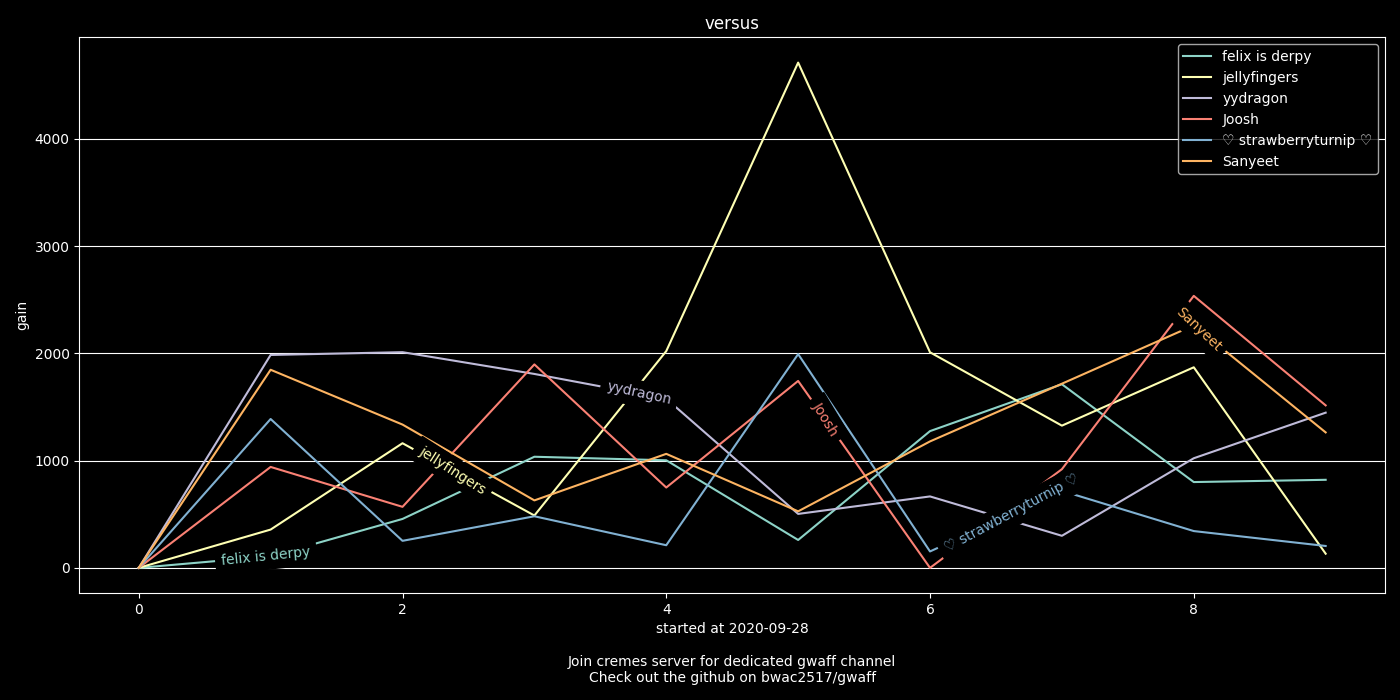 versus
felix is derpy
jellyfingers
yydragon
Joosh
♡ strawberryturnip ♡
Sanyeet
4000
3000
2000
1000
0
gain
felix is derpy
jellyfingers
yydragon
Joosh
♡ strawberryturnip ♡
Sanyeet
0 2 4 6 8
started at 2020-09-28
Join cremes server for dedicated gwaff channel
Check out the github on bwac2517/gwaff